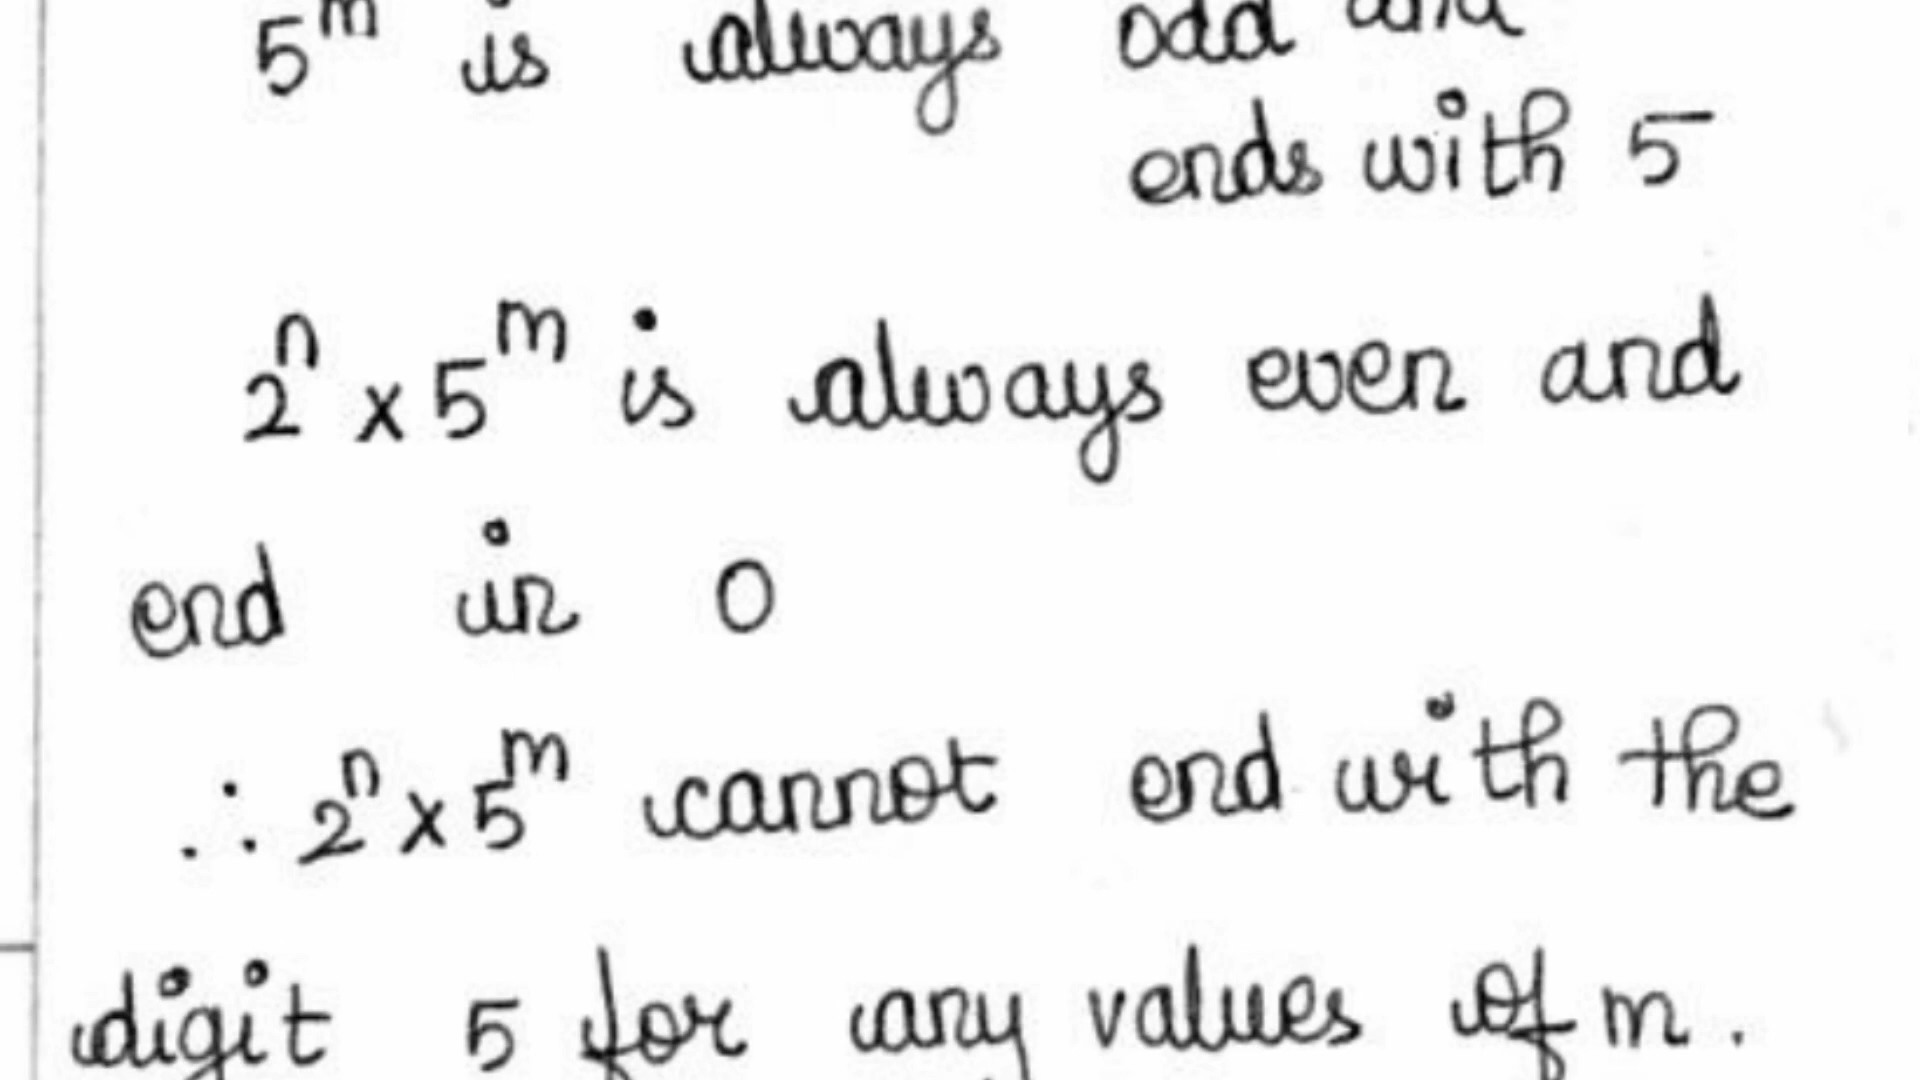 5^m is always odd and
ends with 5
2^n × 5^m is always even and
end in 0
∴ 2^n × 5^m cannot end with the
digit 5 for any values of m.